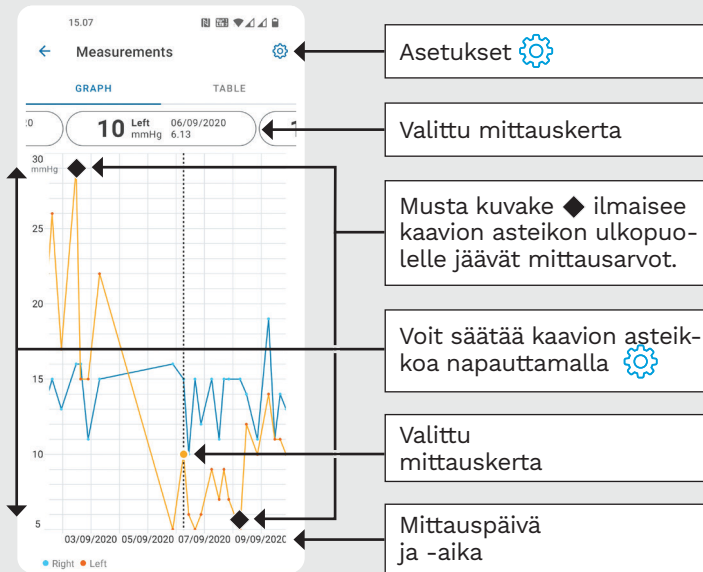 15.07
Measurements
GRAPH TABLE
10 Left mmHg 06/09/2020 6.13
30
mmHg
25
20
15
10
5
03/09/2020 05/09/2020 07/09/2020 09/09/2020
Right Left
Asetukset
Valittu mittauskerta
Musta kuvake ◆ ilmaisee
kaavion asteikon ulkopuo-
lelle jäävät mittausarvot.
Voit säätää kaavion asteik-
koa napauttamalla
Valittu
mittauskerta
Mittauspäivä
ja -aika